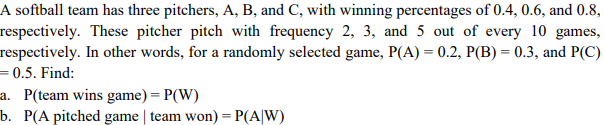 A softball team has three pitchers, A, B, and C, with winning percentages of 0.4, 0.6, and 0.8,
respectively. These pitcher pitch with frequency 2, 3, and 5 out of every 10 games,
respectively. In other words, for a randomly selected game, P(A) = 0.2, P(B) = 0.3, and P(C)
= 0.5. Find:
a. P(team wins game) = P(W)
b. P(A pitched game | team won) = P(A|W)